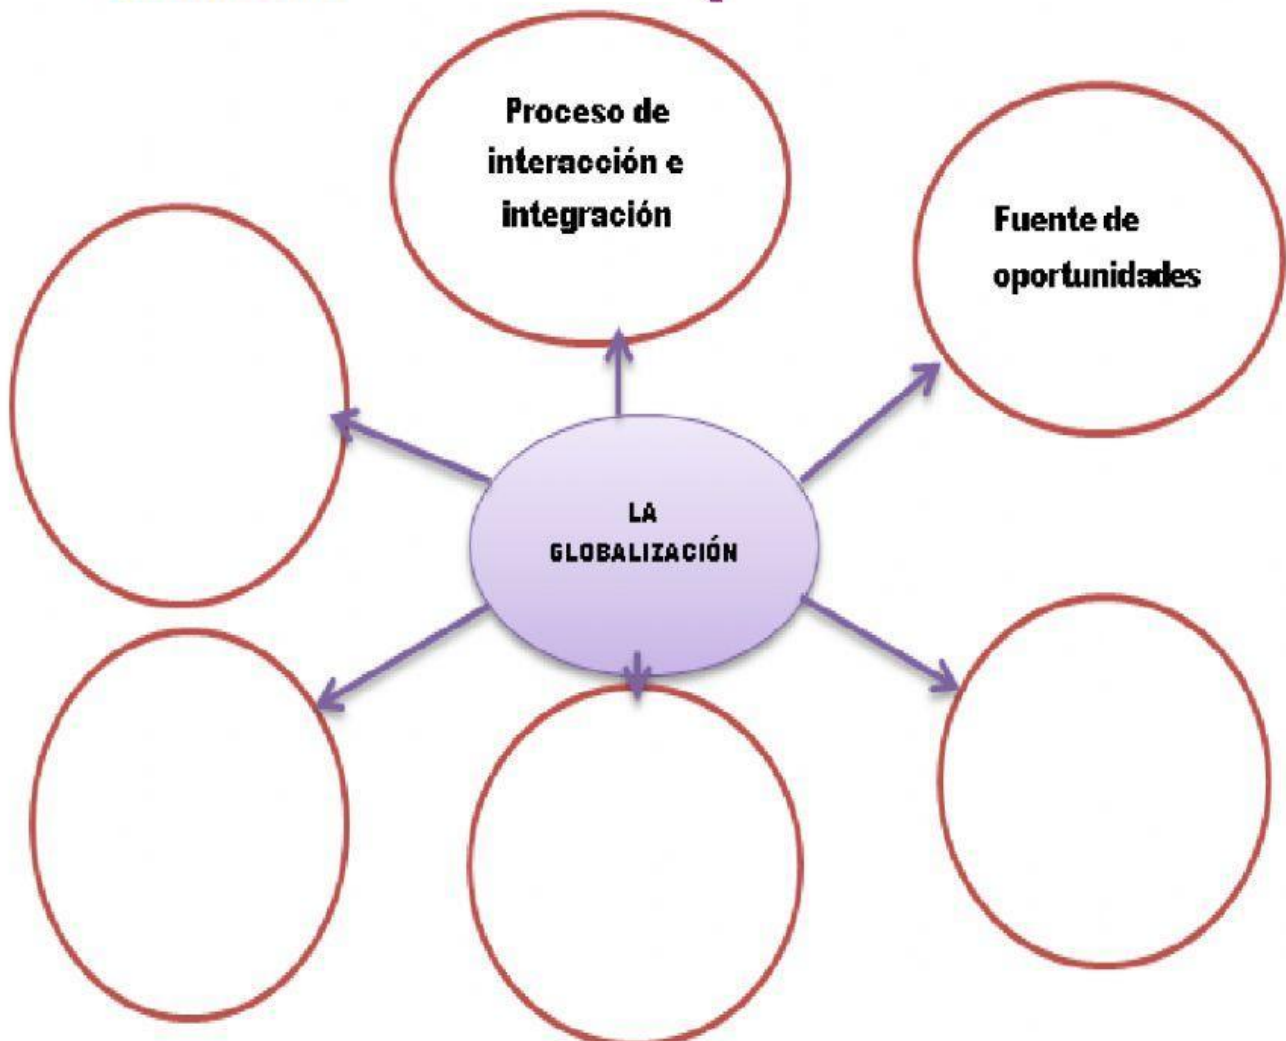 Proceso de
interacción e
integración
Fuente de
oportunidades
LA
GLOBALIZACIÓN